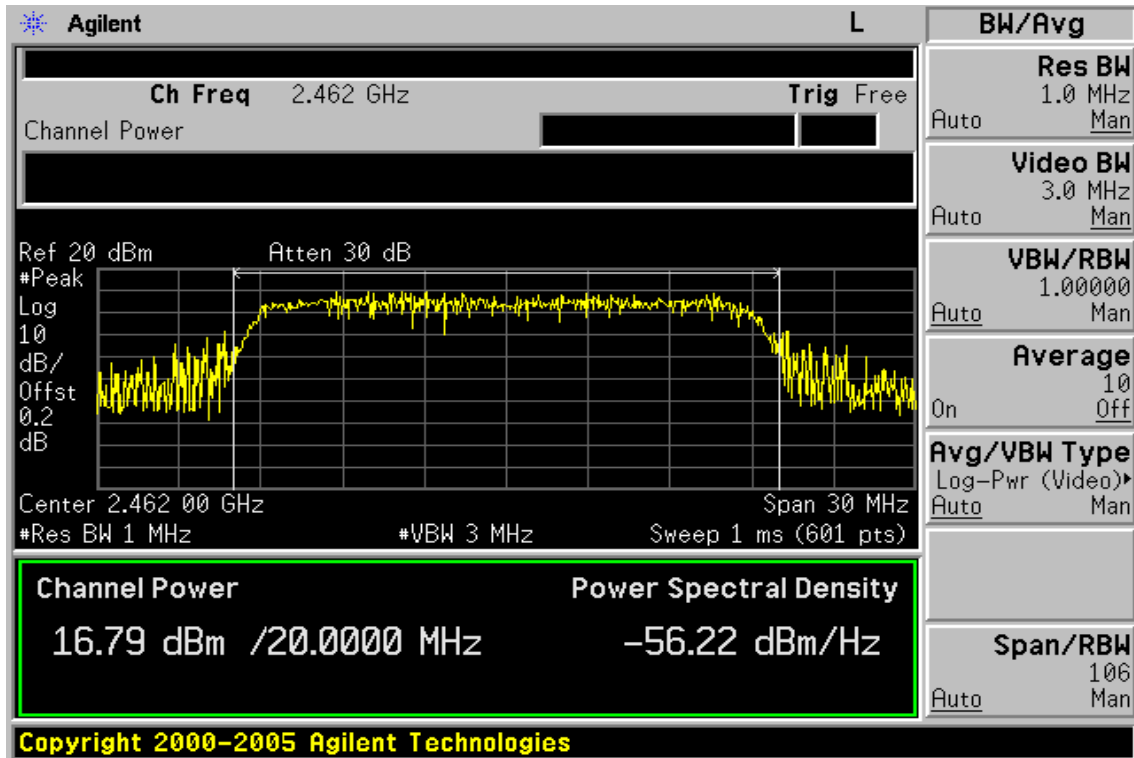 Agilent L BW/Avg
Ch Freq 2.462 GHz Trig Free
Channel Power
Ref 20 dBm Atten 30 dB
#Peak
Log
10
dB/
Offst
0.2
dB
Center 2.462 00 GHz Span 30 MHz
#Res BW 1 MHz #VBW 3 MHz Sweep 1 ms (601 pts)
Channel Power Power Spectral Density
16.79 dBm /20.0000 MHz -56.22 dBm/Hz
Copyright 2000-2005 Agilent Technologies
Res BW
1.0 MHz
Auto Man
Video BW
3.0 MHz
Auto Man
VBW/RBW
1.00000
Auto Man
Average
10
On Off
Avg/VBW Type
Log-Pwr (Video)
Auto Man
Span/RBW
106
Auto Man